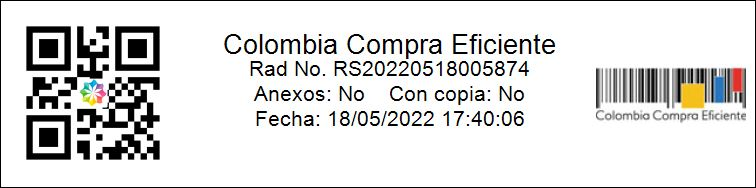 Colombia Compra Eficiente
Rad No. RS20220518005874
Anexos: No Con copia: No
Fecha: 18/05/2022 17:40:06
Colombia Compra Eficiente